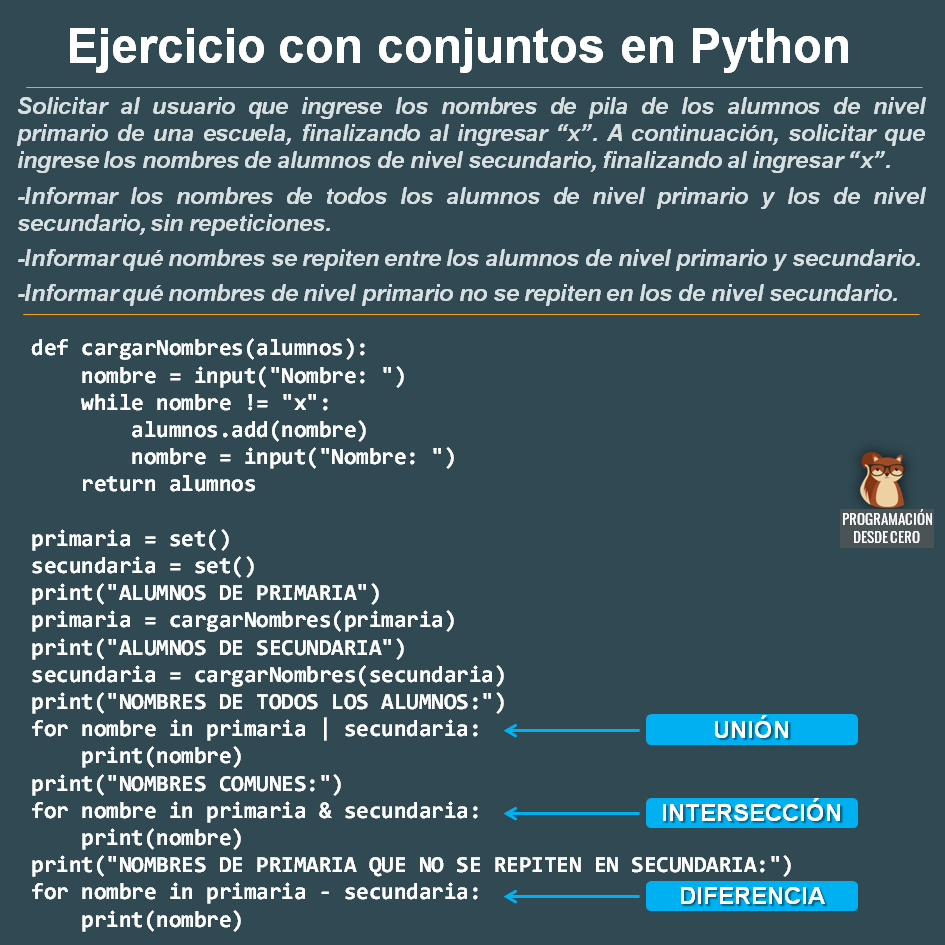 Ejercicio con conjuntos en Python
Solicitar al usuario que ingrese los nombres de pila de los alumnos de nivel
primario de una escuela, finalizando al ingresar “x”. A continuación, solicitar que
ingrese los nombres de alumnos de nivel secundario, finalizando al ingresar “x”.
-Informar los nombres de todos los alumnos de nivel primario y los de nivel
secundario, sin repeticiones.
-Informar qué nombres se repiten entre los alumnos de nivel primario y secundario.
-Informar qué nombres de nivel primario no se repiten en los de nivel secundario.
def cargarNombres(alumnos):
    nombre = input("Nombre: ")
    while nombre != "x":
        alumnos.add(nombre)
        nombre = input("Nombre: ")
    return alumnos
PROGRAMACIÓN
DESDE CERO
primaria = set()
secundaria = set()
print("ALUMNOS DE PRIMARIA")
primaria = cargarNombres(primaria)
print("ALUMNOS DE SECUNDARIA")
secundaria = cargarNombres(secundaria)
print("NOMBRES DE TODOS LOS ALUMNOS:")
for nombre in primaria | secundaria:
UNIÓN
    print(nombre)
print("NOMBRES COMUNES:")
for nombre in primaria & secundaria:
INTERSECCIÓN
    print(nombre)
print("NOMBRES DE PRIMARIA QUE NO SE REPITEN EN SECUNDARIA:")
for nombre in primaria - secundaria:
DIFERENCIA
    print(nombre)